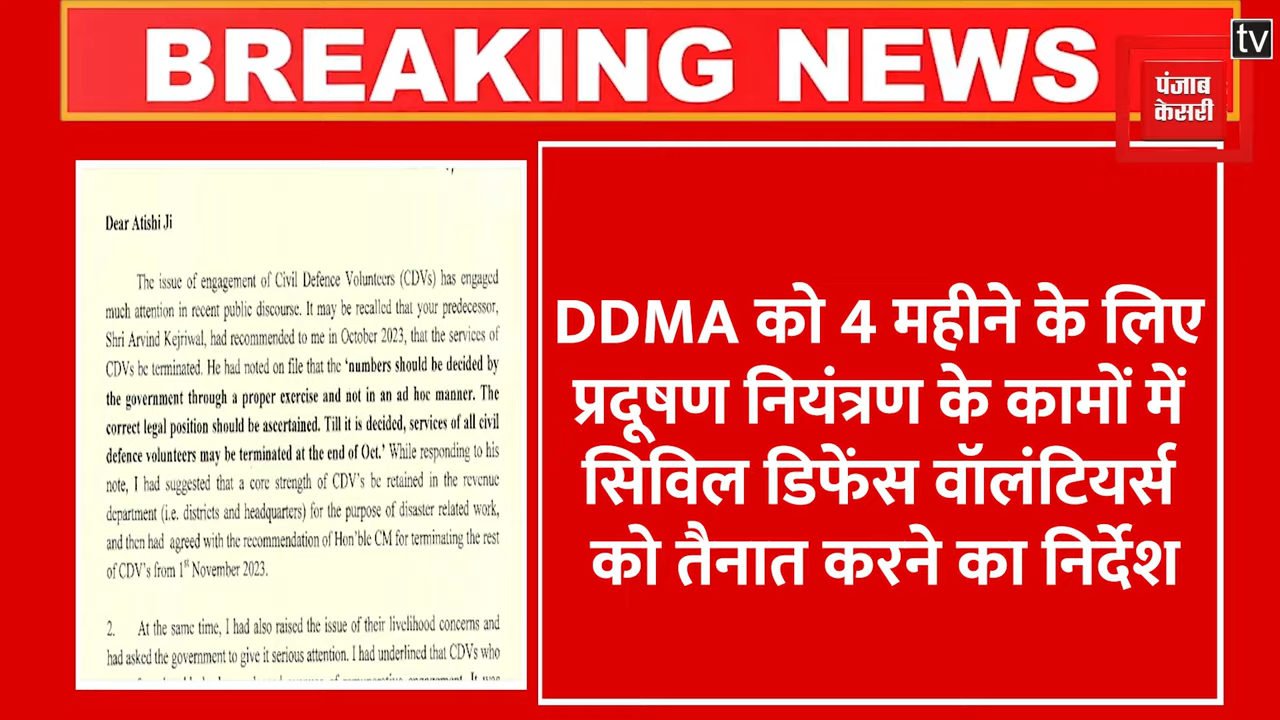 BREAKING NEWS
tv
पंजाब
केसरी
Dear Atishi Ji
The issue of engagement of Civil Defence Volunteers (CDVs) has engaged
much attention in recent public discourse. It may be recalled that your predecessor,
Shri Arvind Kejriwal, had recommended to me in October 2023, that the services of
CDVs be terminated. He had noted on file that the 'numbers should be decided by
the government through a proper exercise and not in an ad hoc manner. The
correct legal position should be ascertained. Till it is decided, services of all civil
defence volunteers may be terminated at the end of Oct.' While responding to his
note, I had suggested that a core strength of CDV's be retained in the revenue
department (i.e. districts and headquarters) for the purpose of disaster related work,
and then had agreed with the recommendation of Hon'ble CM for terminating the rest
of CDV's from 1st November 2023.
2. At the same time, I had also raised the issue of their livelihood concerns and
had asked the government to give it serious attention. I had underlined that CDVs who
DDMA को 4 महीने के लिए
प्रदूषण नियंत्रण के कामों में
सिविल डिफेंस वॉलंटियर्स
को तैनात करने का निर्देश